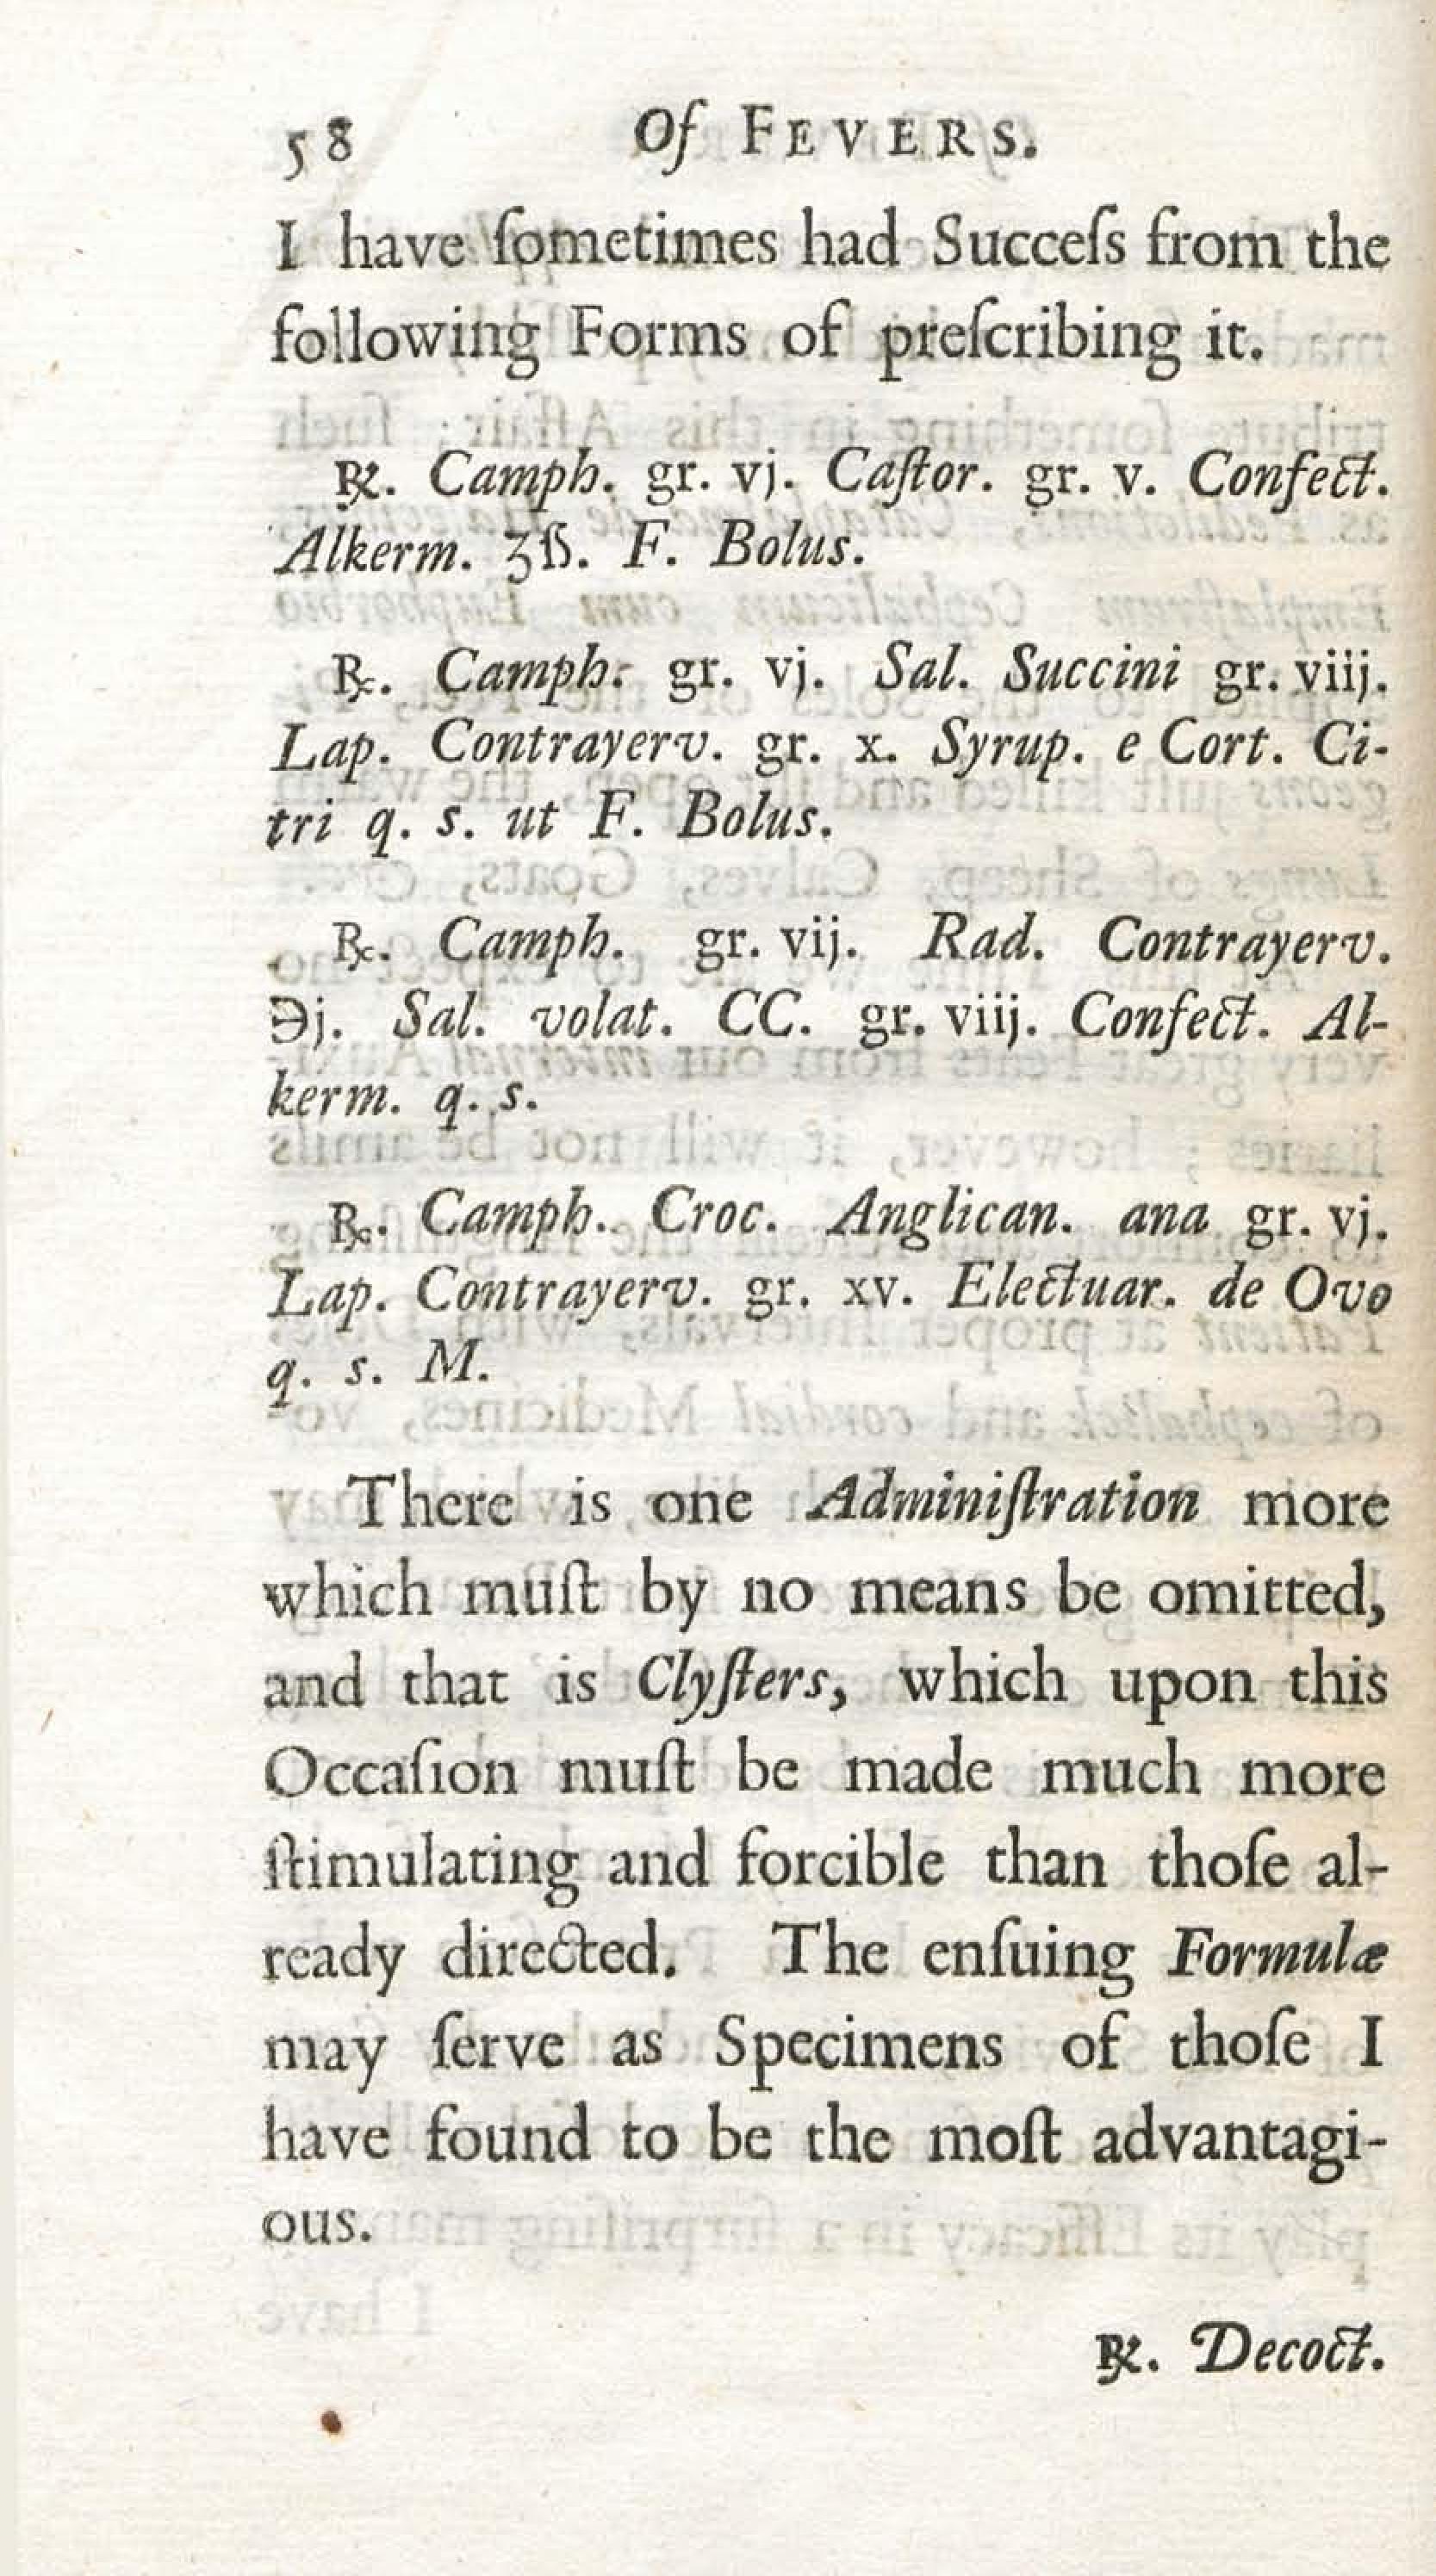 58 Of FEVERS.
I have ſometimes had Succeſs from the
following Forms of preſcribing it.
℞. Camph. gr. vj. Caſtor. gr. v. Confect.
Alkerm. ʒß. F. Bolus.
℞. Camph. gr. vj. Sal. Succini gr. viij.
Lap. Contrayerv. gr. x. Syrup. e Cort. Ci-
tri q. s. ut F. Bolus.
℞. Camph. gr. vij. Rad. Contrayerv.
℈j. Sal. volat. CC. gr. viij. Confect. Al-
kerm. q. s.
℞. Camph. Croc. Anglican. ana gr. vj.
Lap. Contrayerv. gr. xv. Electuar. de Ovo
q. s. M.
There is one Adminiſtration more
which muſt by no means be omitted,
and that is Clyſters, which upon this
Occaſion muſt be made much more
ſtimulating and forcible than thoſe al-
ready directed. The enſuing Formulæ
may ſerve as Specimens of thoſe I
have found to be the moſt advantagi-
ous.
℞. Decoct.